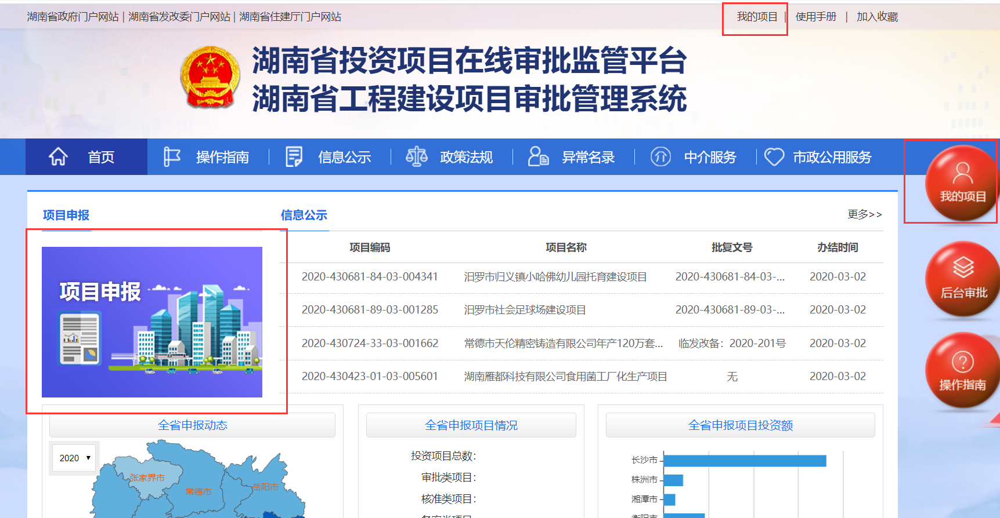 湖南省政府门户网站 | 湖南省发改委门户网站 | 湖南省住建厅门户网站
我的项目 | 使用手册 | 加入收藏
湖南省投资项目在线审批监管平台
湖南省工程建设项目审批管理系统
首页 操作指南 信息公示 政策法规 异常名录 中介服务 市政公用服务
我的项目
后台审批
操作指南
项目申报
项目申报
信息公示 更多>>
项目编码 项目名称 批复文号 办结时间
2020-430681-84-03-004341 汨罗市归义镇小哈佛幼儿园托育建设项目 2020-430681-84-03-... 2020-03-02
2020-430681-89-03-001285 汨罗市社会足球场建设项目 2020-430681-89-03-... 2020-03-02
2020-430724-33-03-001662 常德市天伦精密铸造有限公司年产120万套... 临发改备：2020-201号 2020-03-02
2020-430423-01-03-005601 湖南雁都科技有限公司食用菌工厂化生产项目 无 2020-03-02
全省申报动态
2020
张家界市
常德市
岳阳市
全省申报项目情况
投资项目总数：
审批类项目：
核准类项目：
全省申报项目投资额
长沙市
株洲市
湘潭市
衡阳市